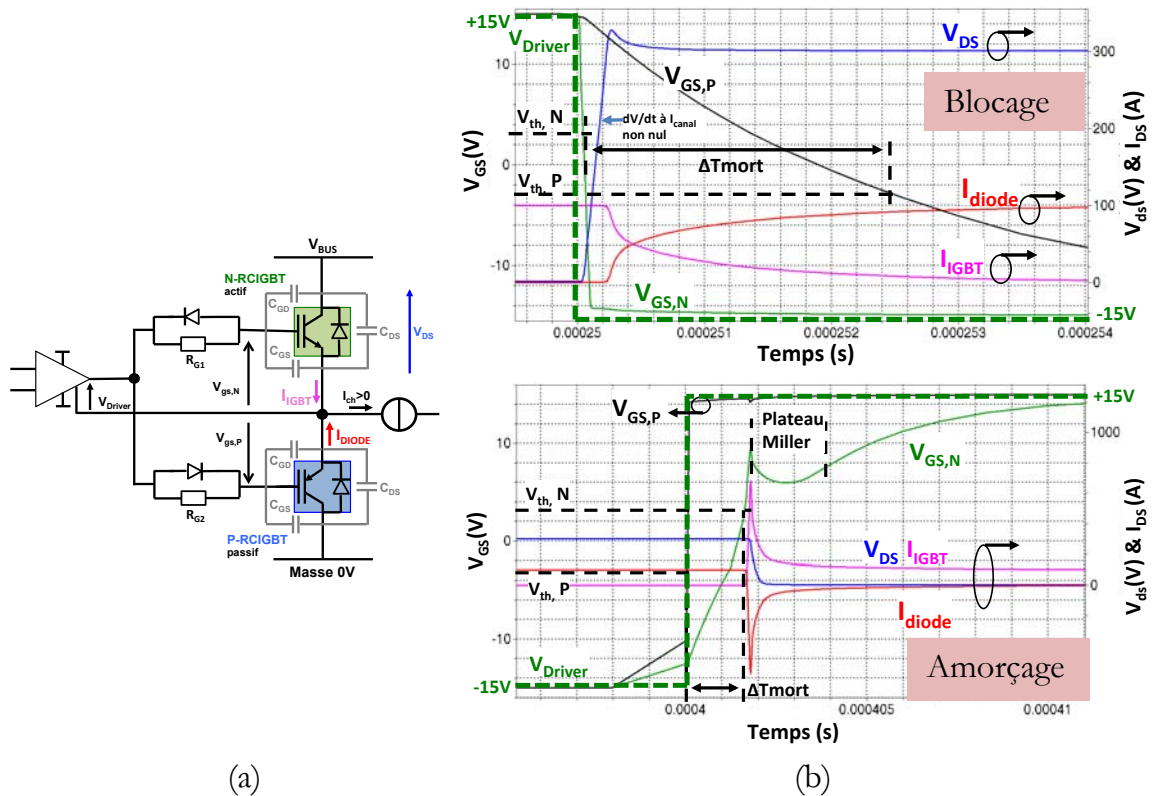 V_BUS
N-RCIGBT
actif
C_GD
C_GS
C_DS
V_DS
R_G1
V_gs,N
V_Driver
I_IGBT
I_ch>0
I_DIODE
V_gs,P
C_GD
C_GS
C_DS
R_G2
P-RCIGBT
passif
Masse 0V
(a)
+15V
V_Driver
V_GS,P
V_DS
Blocage
V_th, N
dV/dt à I_canal
non nul
ΔTmort
V_th, P
I_diode
I_IGBT
V_GS,N
-15V
V_GS(V)
10
0
-10
V_ds(V) & I_DS (A)
300
200
100
0
0.00025
0.000251
0.000252
0.000253
0.000254
Temps (s)
+15V
V_GS,P
Plateau
Miller
V_GS,N
V_th, N
V_DS
I_IGBT
V_th, P
I_diode
V_Driver
-15V
ΔTmort
Amorçage
V_GS(V)
10
0
-10
V_ds(V) & I_DS (A)
1000
0
0.0004
0.000405
0.00041
Temps (s)
(b)